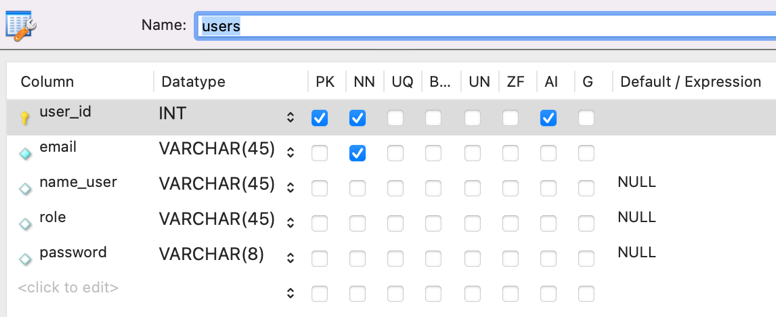 Name: users
Column Datatype PK NN UQ B... UN ZF AI G Default / Expression
user_id INT
email VARCHAR(45)
name_user VARCHAR(45) NULL
role VARCHAR(45) NULL
password VARCHAR(8) NULL
<click to edit>